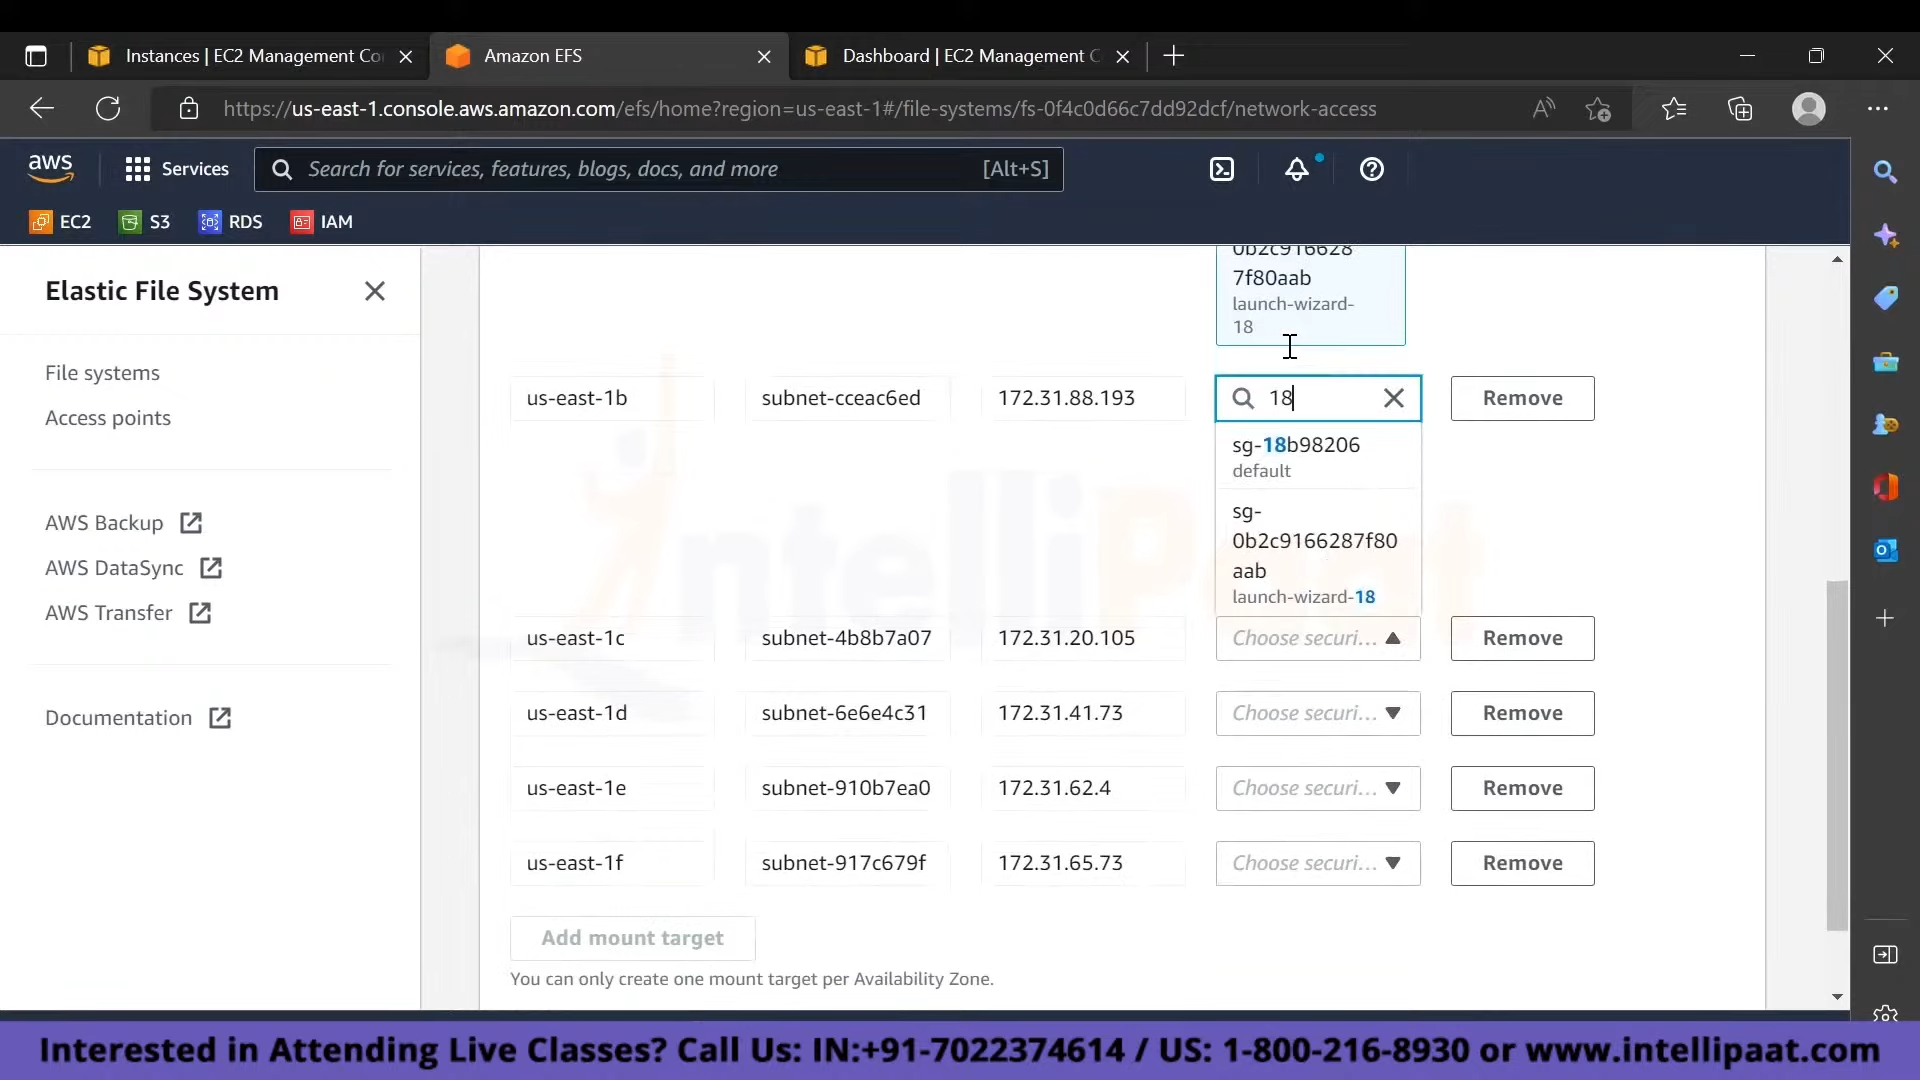 Instances | EC2 Management Co
Amazon EFS
Dashboard | EC2 Management C
https://us-east-1.console.aws.amazon.com/efs/home?region=us-east-1#/file-systems/fs-0f4c0d66c7dd92dcf/network-access
aws
Services
Search for services, features, blogs, docs, and more
[Alt+S]
EC2
S3
RDS
IAM
Elastic File System
File systems
Access points
AWS Backup
AWS DataSync
AWS Transfer
Documentation
0b2c916628
7f80aab
launch-wizard-
18
us-east-1b subnet-cceac6ed 172.31.88.193 18 Remove
sg-18b98206
default
sg-
0b2c9166287f80
aab
launch-wizard-18
us-east-1c subnet-4b8b7a07 172.31.20.105 Choose securi... Remove
us-east-1d subnet-6e6e4c31 172.31.41.73 Choose securi... Remove
us-east-1e subnet-910b7ea0 172.31.62.4 Choose securi... Remove
us-east-1f subnet-917c679f 172.31.65.73 Choose securi... Remove
Add mount target
You can only create one mount target per Availability Zone.
IntelliPaat
Interested in Attending Live Classes? Call Us: IN:+91-7022374614 / US: 1-800-216-8930 or www.intellipaat.com